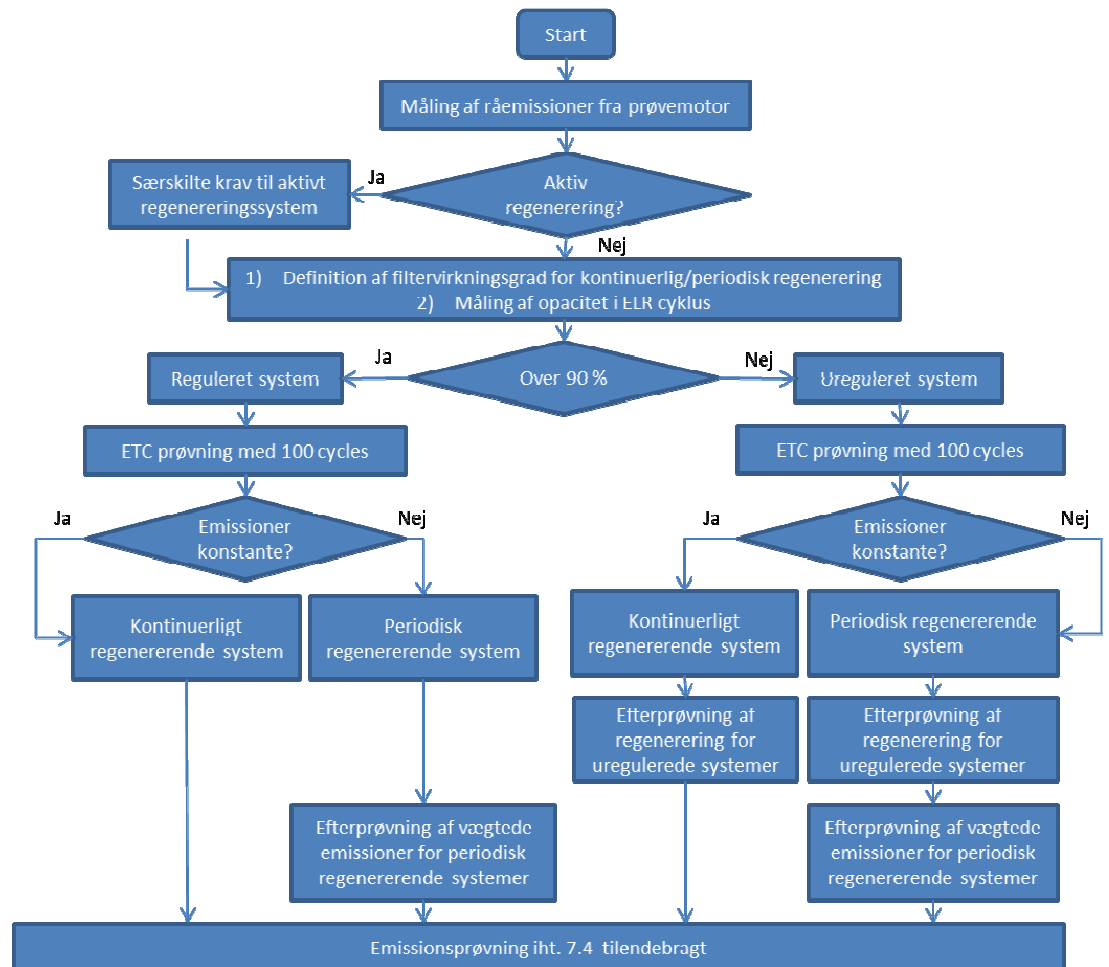 Start
Måling af råemissioner fra prøvemotor
Ja
Særskilte krav til aktivt
regenereringssystem
Aktiv
regenerering?
Nej
1) Definition af filtervirkningsgrad for kontinuerlig/periodisk regenerering
2) Måling af opacitet i ELR cyklus
Ja
Nej
Reguleret system
Over 90 %
Ureguleret system
ETC prøvning med 100 cycles
ETC prøvning med 100 cycles
Ja
Emissioner
konstante?
Nej
Ja
Emissioner
konstante?
Nej
Kontinuerligt
regenererende system
Periodisk
regenererende system
Kontinuerligt
regenererende system
Periodisk regenererende
system
Efterprøvning af
regenerering for
uregulerede systemer
Efterprøvning af
regenerering for
uregulerede systemer
Efterprøvning af vægtede
emissioner for periodisk
regenererende systemer
Efterprøvning af vægtede
emissioner for periodisk
regenererende systemer
Emissionsprøvning iht. 7.4 tilendebragt